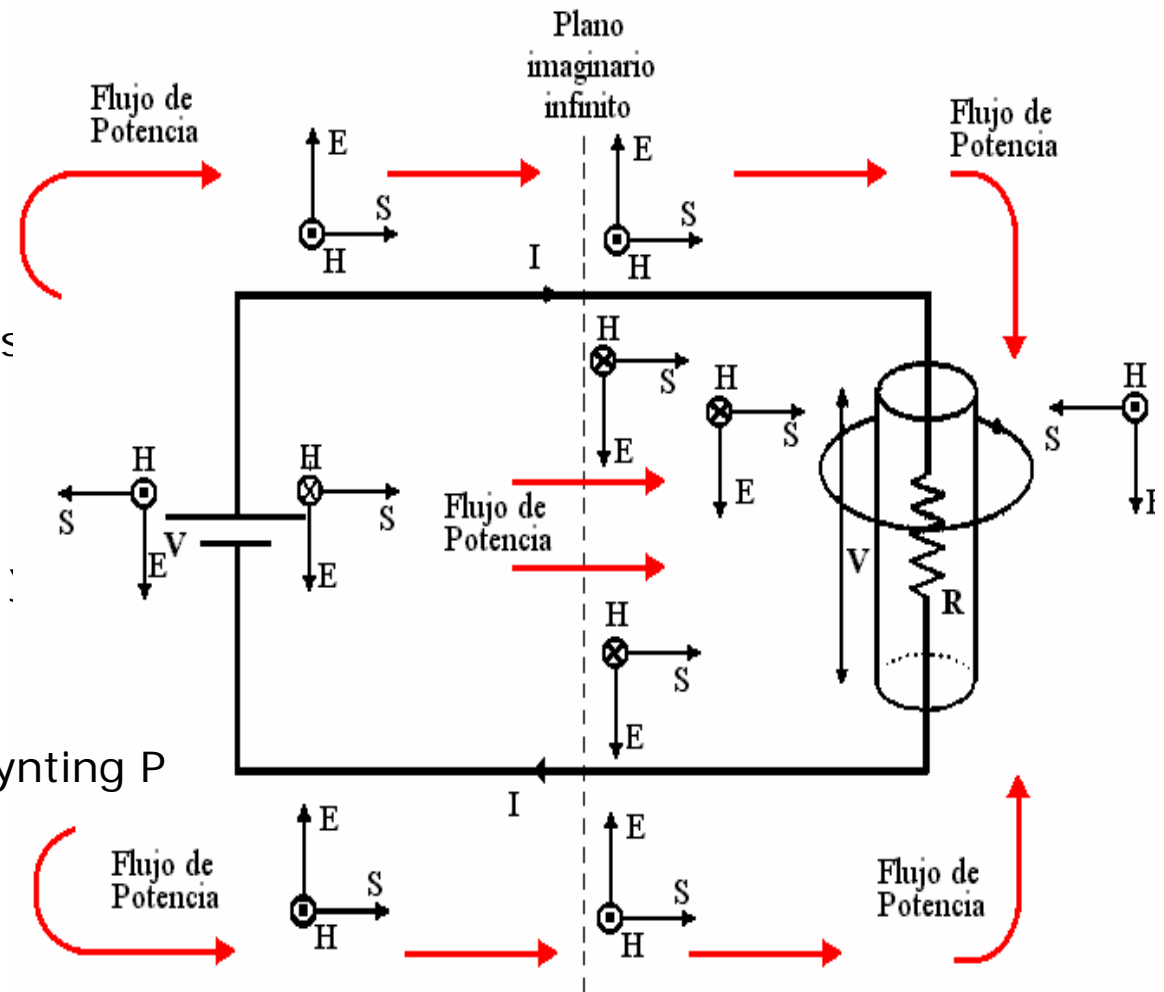 Plano
imaginario
infinito
Flujo de
Potencia
Flujo de
Potencia
E
E
S
S
H
H
I
s
H
S
H
S
E
H
S
E
H
S
E
H
S
E
V
H
S
E
Flujo de
Potencia
V
R
H
S
E
ynting P
I
E
E
Flujo de
Potencia
S
S
Flujo de
Potencia
H
H